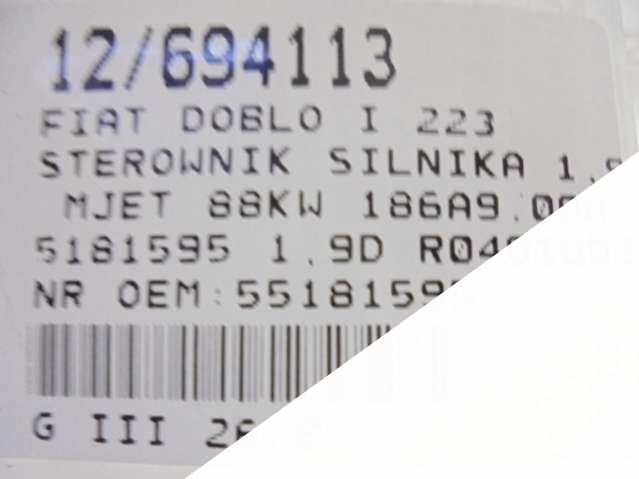 12/694113
FIAT DOBLO I 223
STEROWNIK SILNIKA
MJET 88KW
5181595 1.9D
NR OEM:
G III